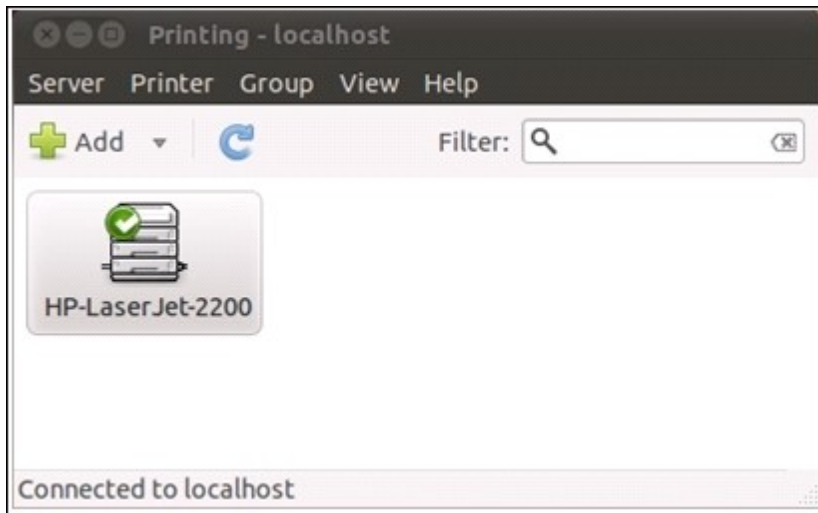 Printing - localhost
Server Printer Group View Help
Add Filter:
HP-LaserJet-2200
Connected to localhost